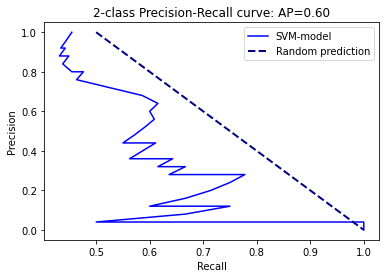 2-class Precision-Recall curve: AP=0.60
SVM-model
Random prediction
Precision
1.0
0.8
0.6
0.4
0.2
0.0
0.5 0.6 0.7 0.8 0.9 1.0
Recall